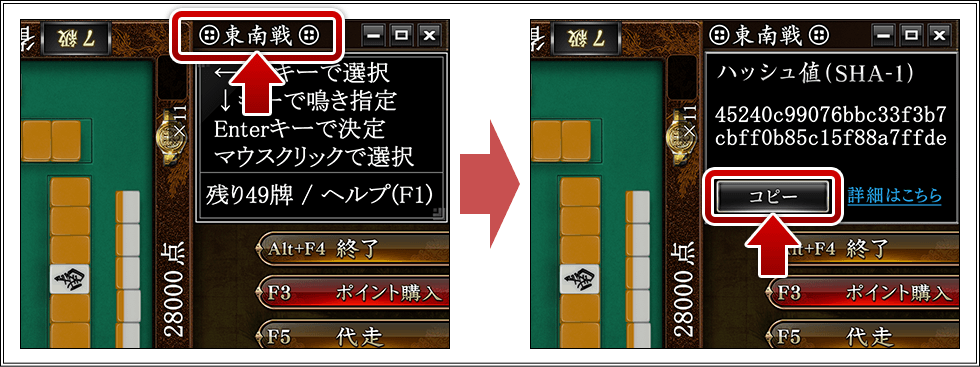 東南戦
←→キーで選択
↓キーで鳴き指定
Enterキーで決定
マウスクリックで選択
残り49牌 / ヘルプ(F1)
7級
×11
28000点
Alt+F4 終了
F3 ポイント購入
F5 代走
東南戦
ハッシュ値(SHA-1)
45240c99076bbc33f3b7
cbff0b85c15f88a7ffde
コピー
詳細はこちら
7級
×11
28000点
Alt+F4 終了
F3 ポイント購入
F5 代走